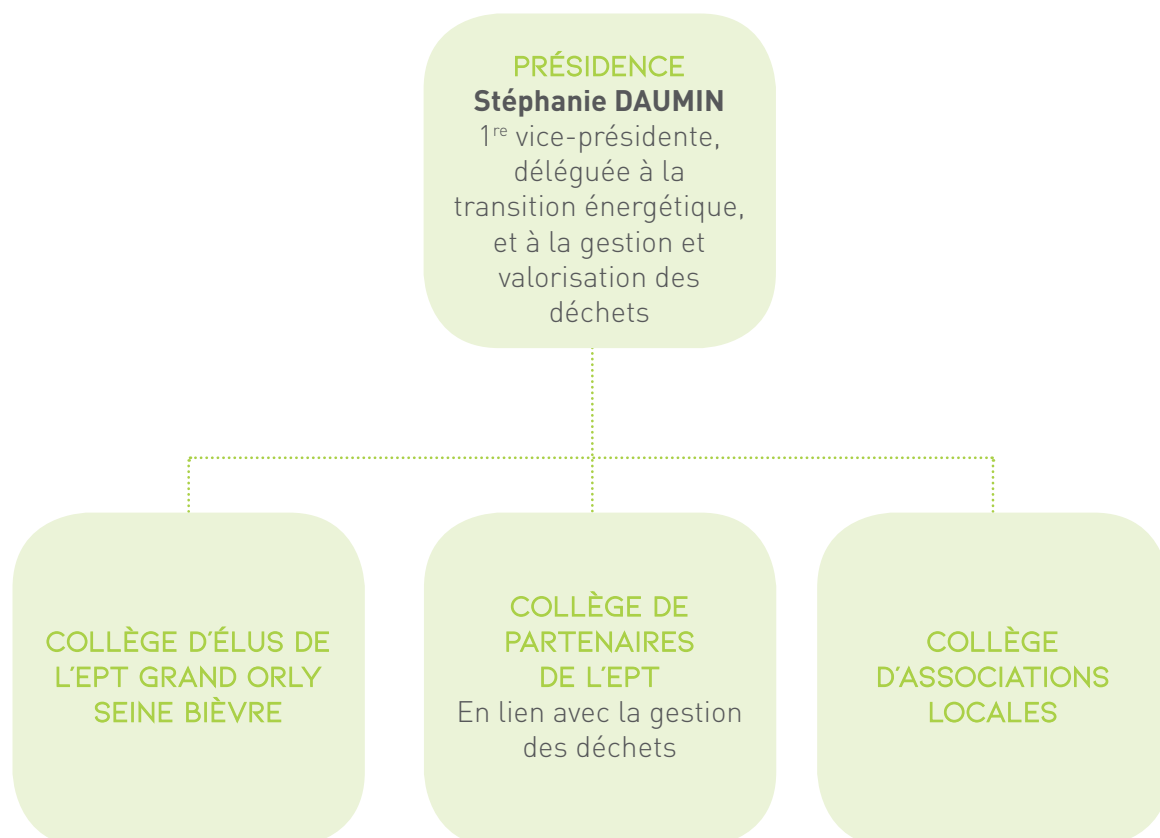 PRÉSIDENCE
Stéphanie DAUMIN
1re vice-présidente,
déléguée à la
transition énergétique,
et à la gestion et
valorisation des
déchets
COLLÈGE D'ÉLUS DE
L'EPT GRAND ORLY
SEINE BIÈVRE
COLLÈGE DE
PARTENAIRES
DE L'EPT
En lien avec la gestion
des déchets
COLLÈGE
D'ASSOCIATIONS
LOCALES